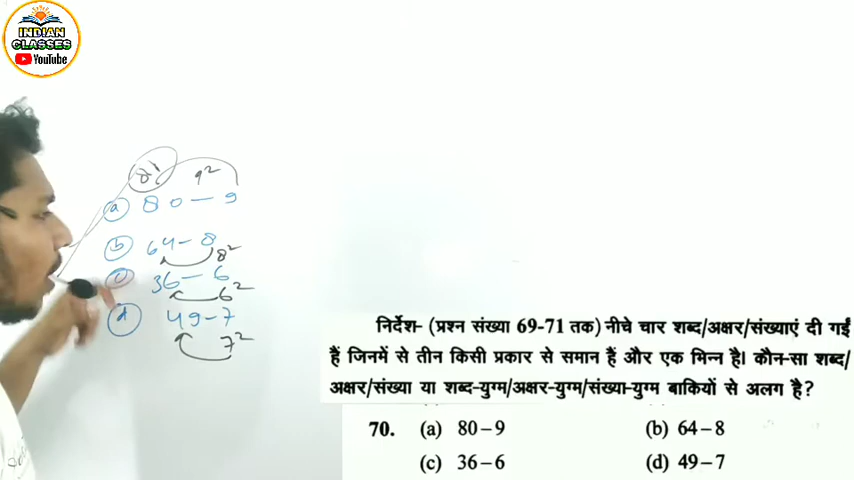 INDIAN
CLASSES
YouTube
81 9²
(a) 80 — 9
(b) 64 - 8
8²
(c) 36 — 6
6²
(d) 49 - 7
7²
निर्देश- (प्रश्न संख्या 69-71 तक) नीचे चार शब्द/अक्षर/संख्याएं दी गईं
हैं जिनमें से तीन किसी प्रकार से समान हैं और एक भिन्न है। कौन-सा शब्द/
अक्षर/संख्या या शब्द-युग्म/अक्षर-युग्म/संख्या-युग्म बाकियों से अलग है?
70. (a) 80–9 (b) 64–8
(c) 36–6 (d) 49–7